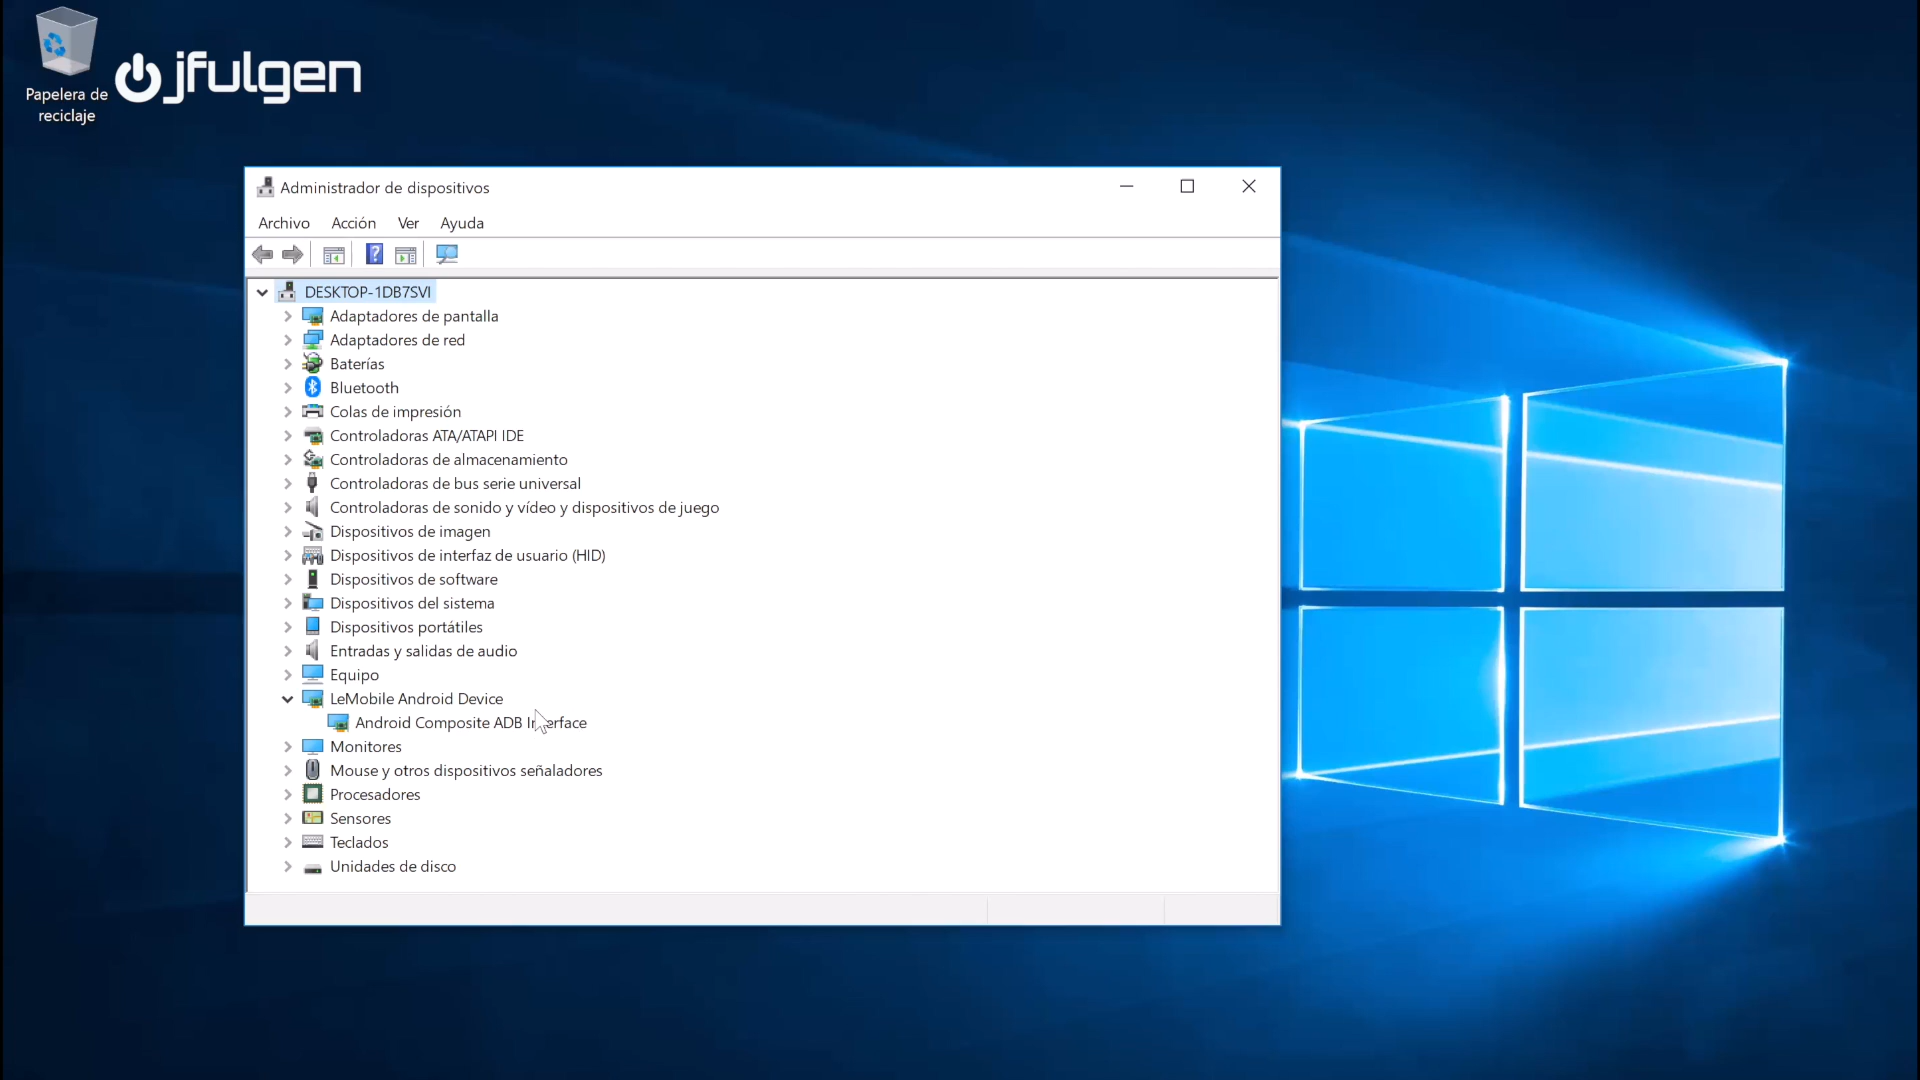 Papelera de
reciclaje
jfulgen
Administrador de dispositivos
Archivo Acción Ver Ayuda
DESKTOP-1DB7SVI
Adaptadores de pantalla
Adaptadores de red
Baterías
Bluetooth
Colas de impresión
Controladoras ATA/ATAPI IDE
Controladoras de almacenamiento
Controladoras de bus serie universal
Controladoras de sonido y vídeo y dispositivos de juego
Dispositivos de imagen
Dispositivos de interfaz de usuario (HID)
Dispositivos de software
Dispositivos del sistema
Dispositivos portátiles
Entradas y salidas de audio
Equipo
LeMobile Android Device
Android Composite ADB Interface
Monitores
Mouse y otros dispositivos señaladores
Procesadores
Sensores
Teclados
Unidades de disco